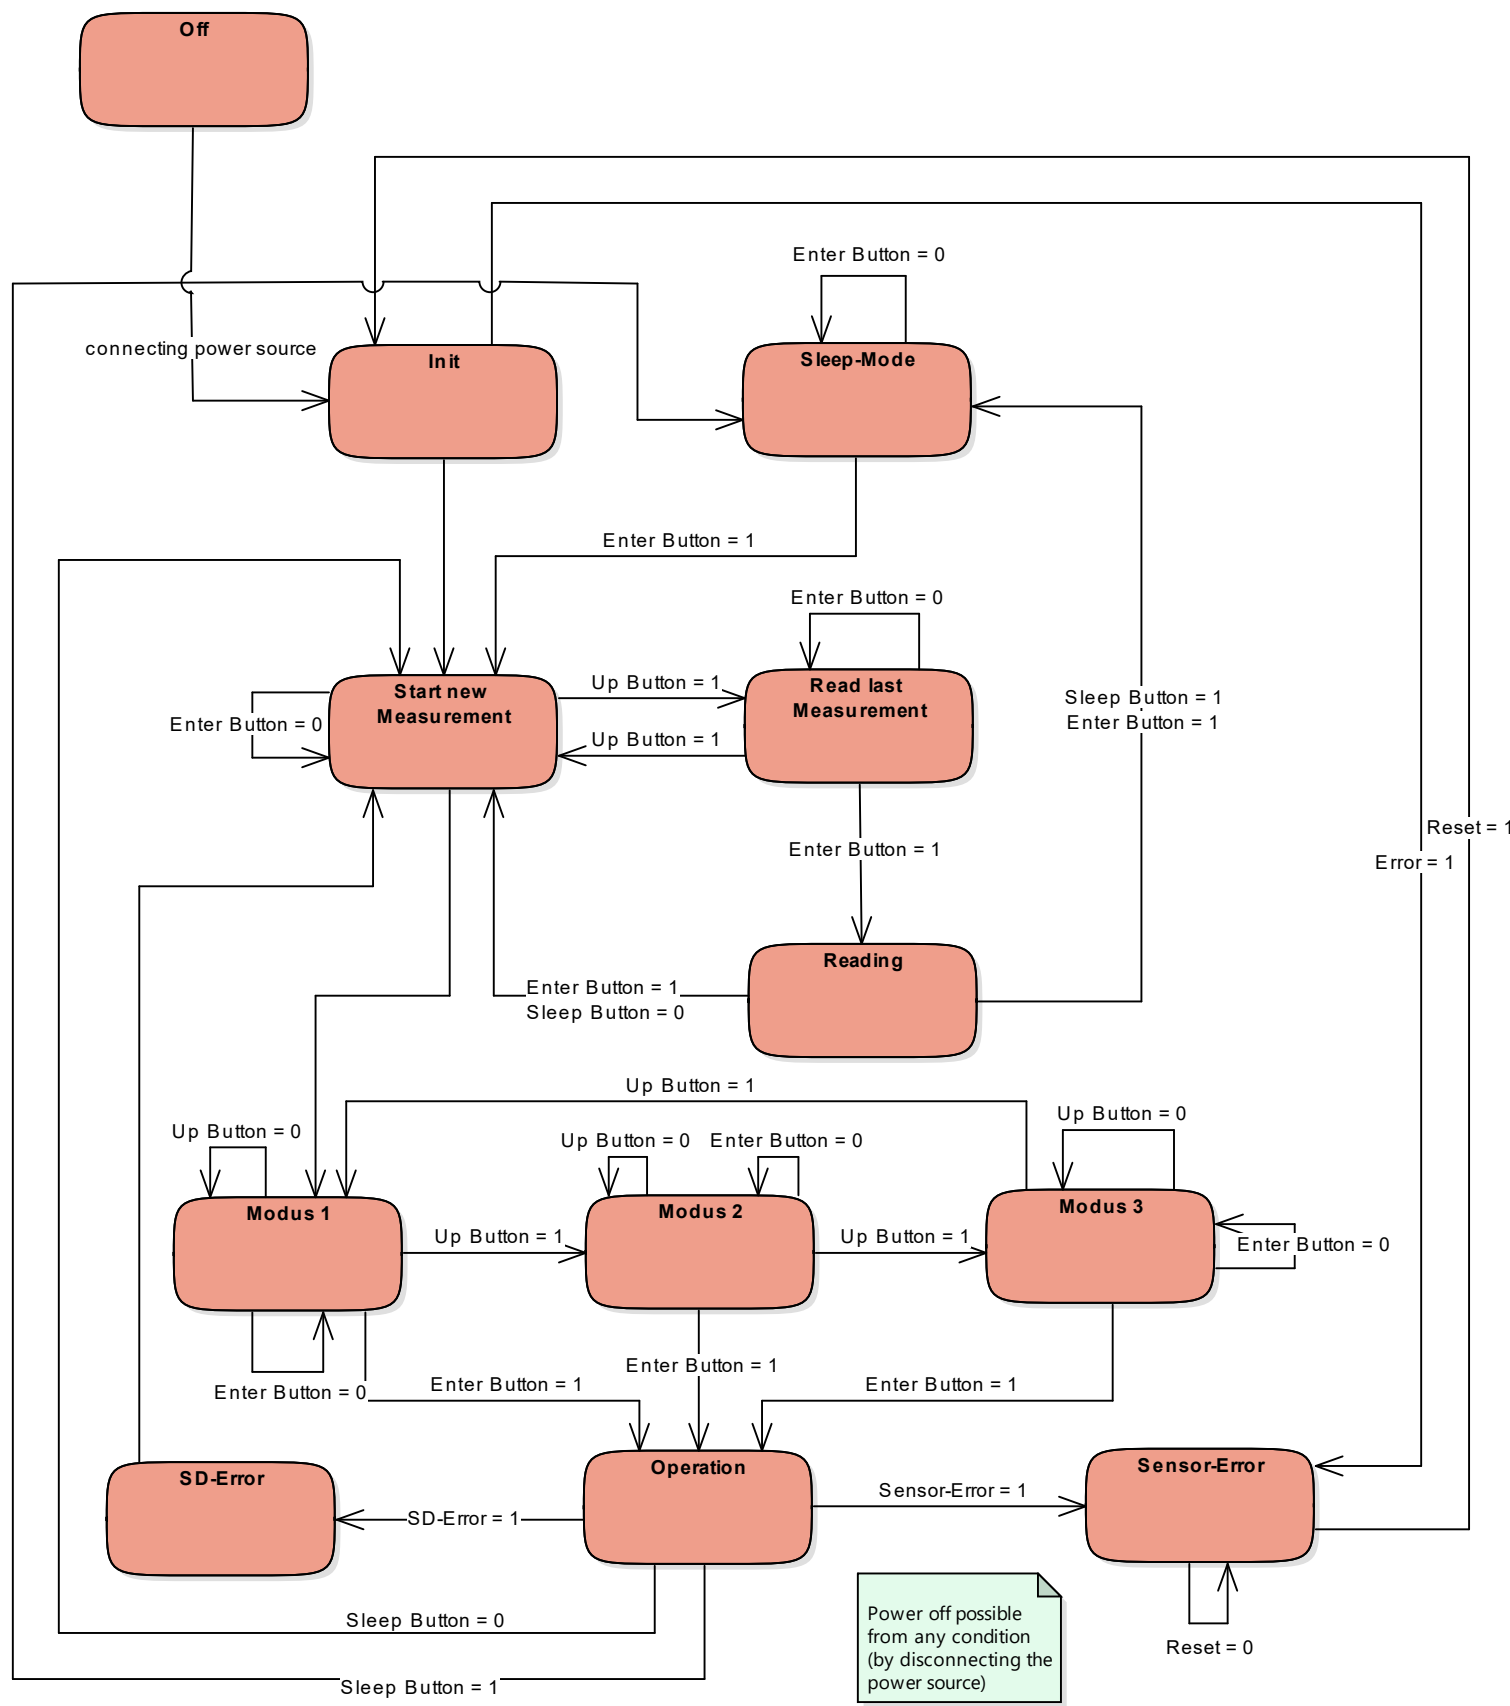 Off
Enter Button = 0
connecting power source
Init
Sleep-Mode
Enter Button = 1
Enter Button = 0
Start new
Measurement
Up Button = 1
Read last
Measurement
Sleep Button = 1
Enter Button = 1
Enter Button = 0
Up Button = 1
Reset = 1
Error = 1
Enter Button = 1
Reading
Enter Button = 1
Sleep Button = 0
Up Button = 1
Up Button = 0
Up Button = 0
Enter Button = 0
Up Button = 0
Modus 1
Modus 2
Modus 3
Up Button = 1
Up Button = 1
Enter Button = 0
Enter Button = 1
Enter Button = 0
Enter Button = 1
Enter Button = 1
SD-Error
Operation
Sensor-Error
Sensor-Error = 1
SD-Error = 1
Sleep Button = 0
Power off possible
from any condition
(by disconnecting the
power source)
Reset = 0
Sleep Button = 1